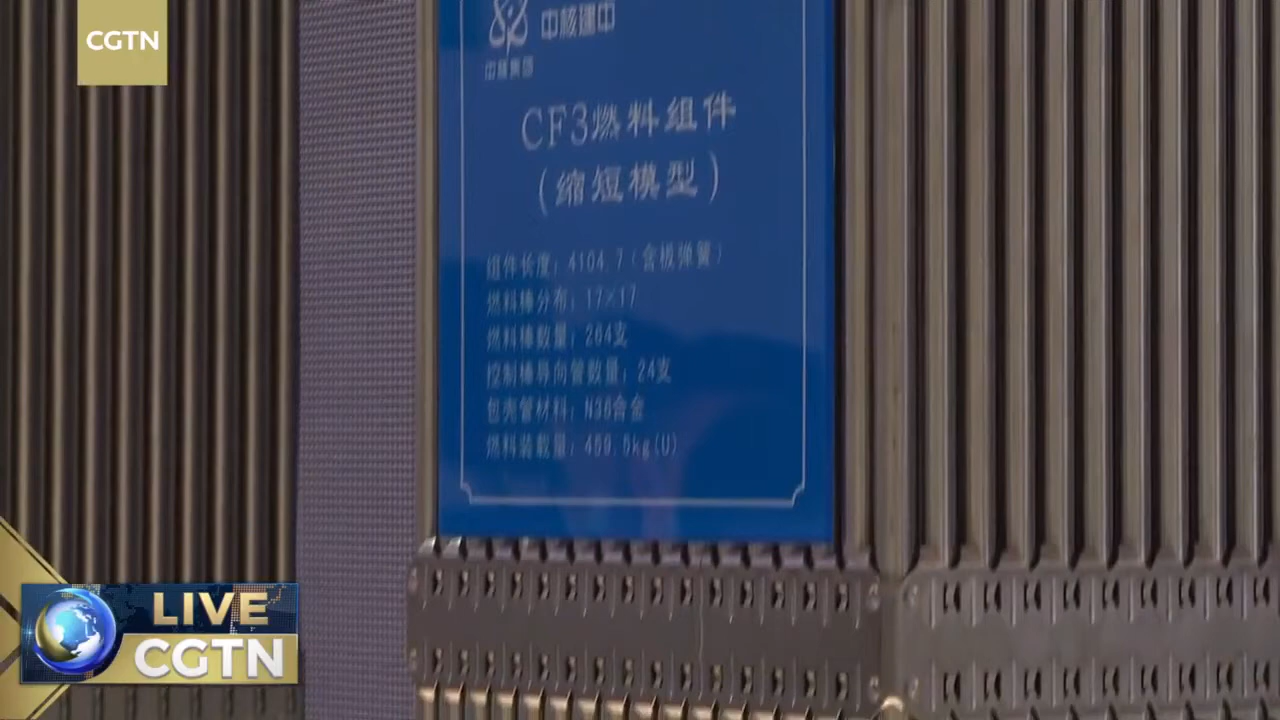 CGTN
中核建中
中核集团
CF3燃料组件
(缩短模型)
组件长度：4104.7（含板弹簧）
燃料棒分布：17×17
燃料棒数量：264支
控制棒导向管数量：24支
包壳管材料：N36合金
燃料装载量：459.5kg(U)
LIVE
CGTN